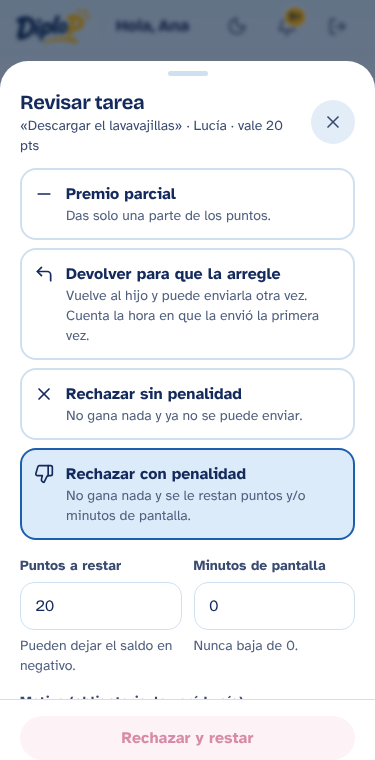 DiploP
Hola, Ana
Revisar tarea
«Descargar el lavavajillas» · Lucía · vale 20
pts
Premio parcial
Das solo una parte de los puntos.
Devolver para que la arregle
Vuelve al hijo y puede enviarla otra vez.
Cuenta la hora en que la envió la primera
vez.
Rechazar sin penalidad
No gana nada y ya no se puede enviar.
Rechazar con penalidad
No gana nada y se le restan puntos y/o
minutos de pantalla.
Puntos a restar
Minutos de pantalla
20
0
Pueden dejar el saldo en
negativo.
Nunca baja de 0.
Rechazar y restar